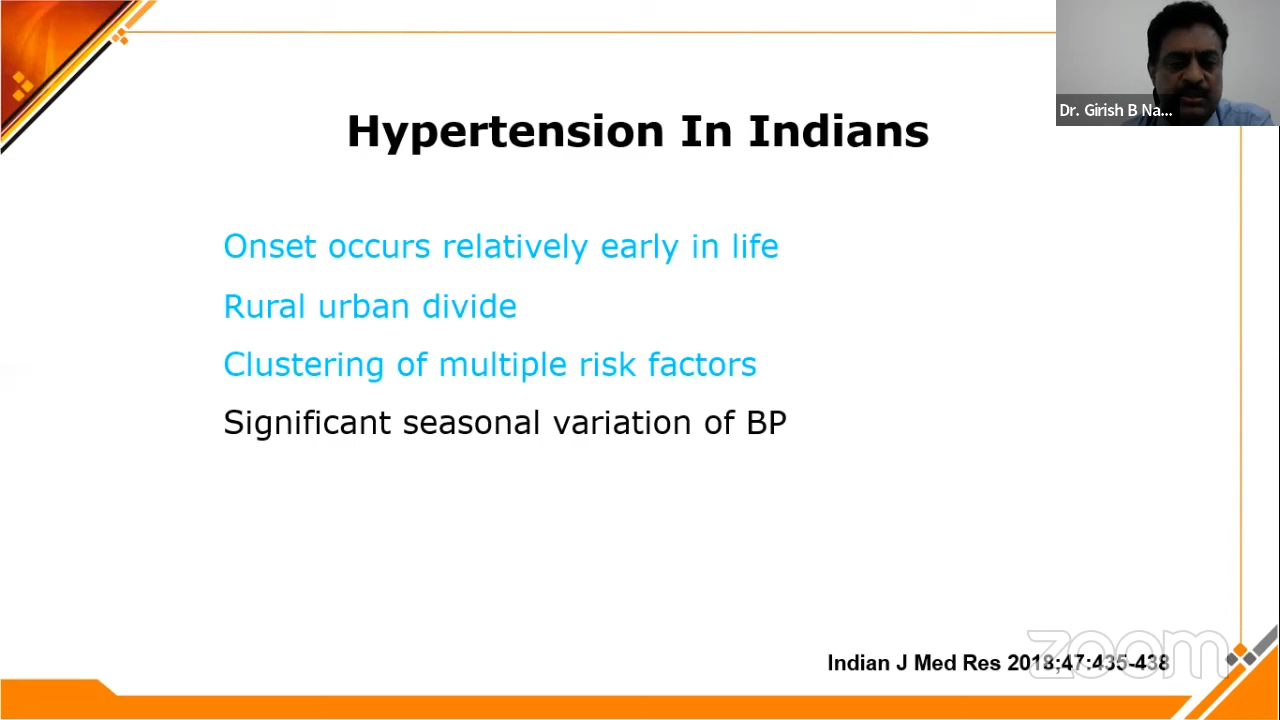 Dr. Girish B Na...
Hypertension In Indians
Onset occurs relatively early in life
Rural urban divide
Clustering of multiple risk factors
Significant seasonal variation of BP
Indian J Med Res 2018;47:435-438
zoom